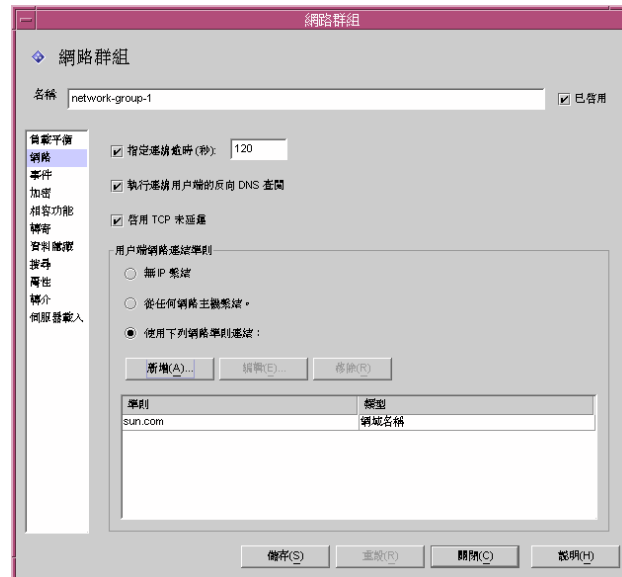 網路群組
網路群組
名稱 network-group-1 已啓用
負載平衡
網路
事件
加密
相容功能
轉寄
資料隱藏
搜尋
屬性
轉介
伺服器載入
指定連線逾時 (秒): 120
執行連線用戶端的反向 DNS 查閱
啓用 TCP 未延遲
用戶端網路連結準則
無 IP 繫結
從任何網路主機繫結。
使用下列網路準則連結：
新增(A)... 編輯(E)... 移除(R)
準則 類型
sun.com 網域名稱
儲存(S) 重設(R) 關閉(C) 說明(H)